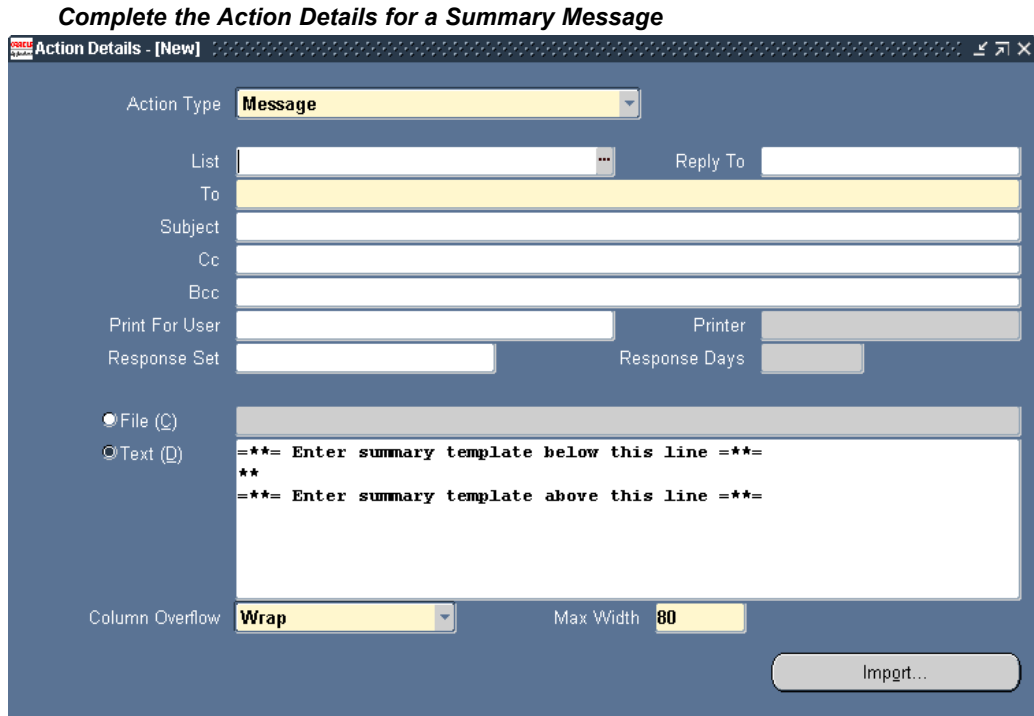 Complete the Action Details for a Summary Message
ORACLE Action Details - [New]
Action Type Message
List ... Reply To
To
Subject
Cc
Bcc
Print For User Printer
Response Set Response Days
File (C)
Text (D) =**= Enter summary template below this line =**=
**
=**= Enter summary template above this line =**=
Column Overflow Wrap Max Width 80
Import...